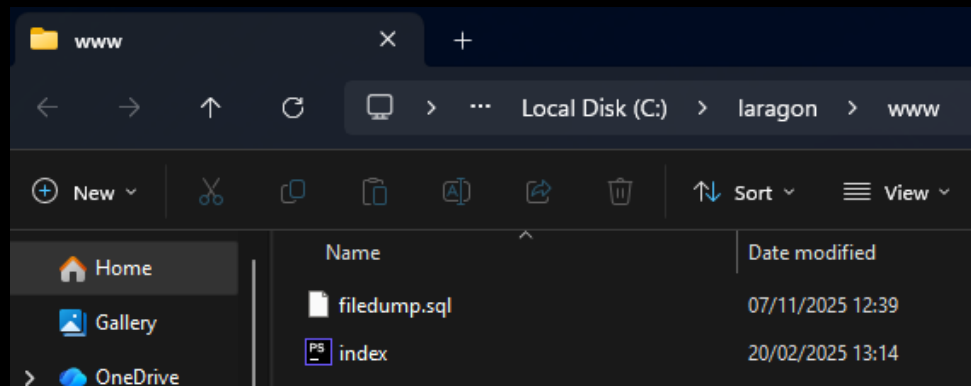 www
··· Local Disk (C:) > laragon > www
New Sort View
Name Date modified
Home
filedump.sql 07/11/2025 12:39
Gallery
PS index 20/02/2025 13:14
OneDrive